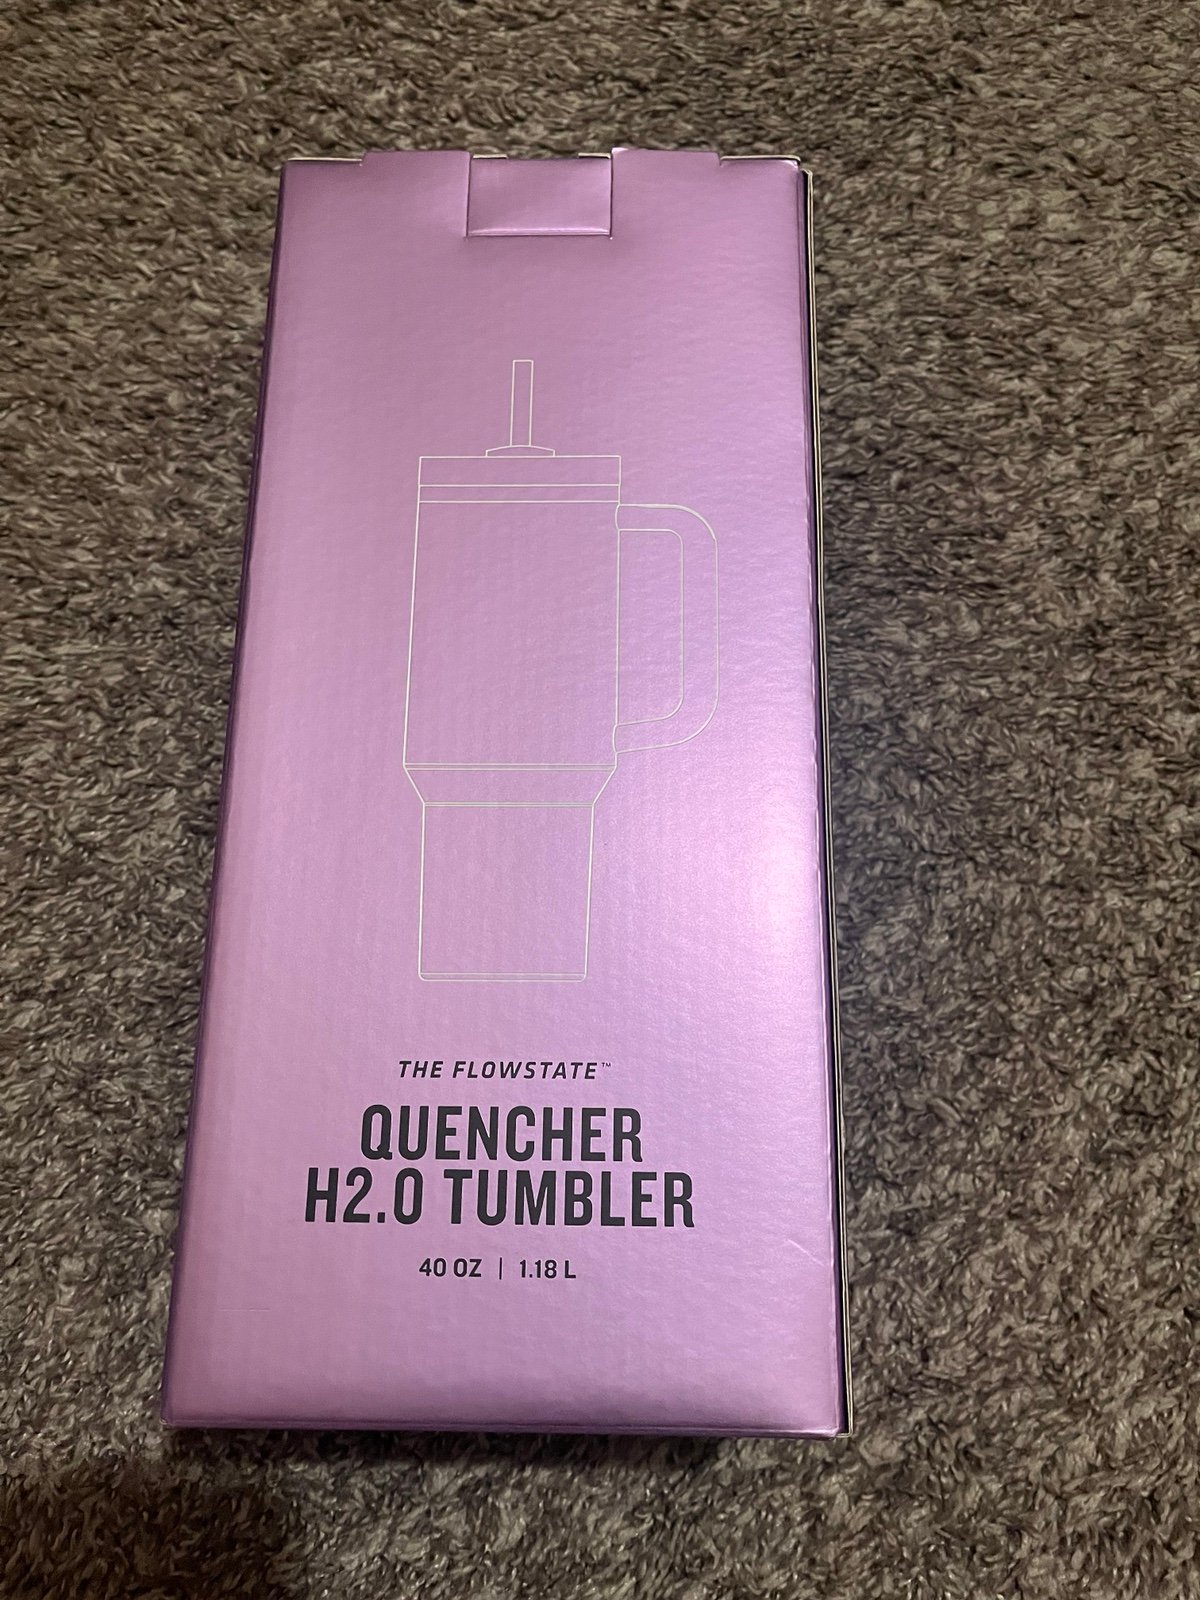 THE FLOWSTATE™
QUENCHER
H2.0 TUMBLER
40 OZ | 1.18 L